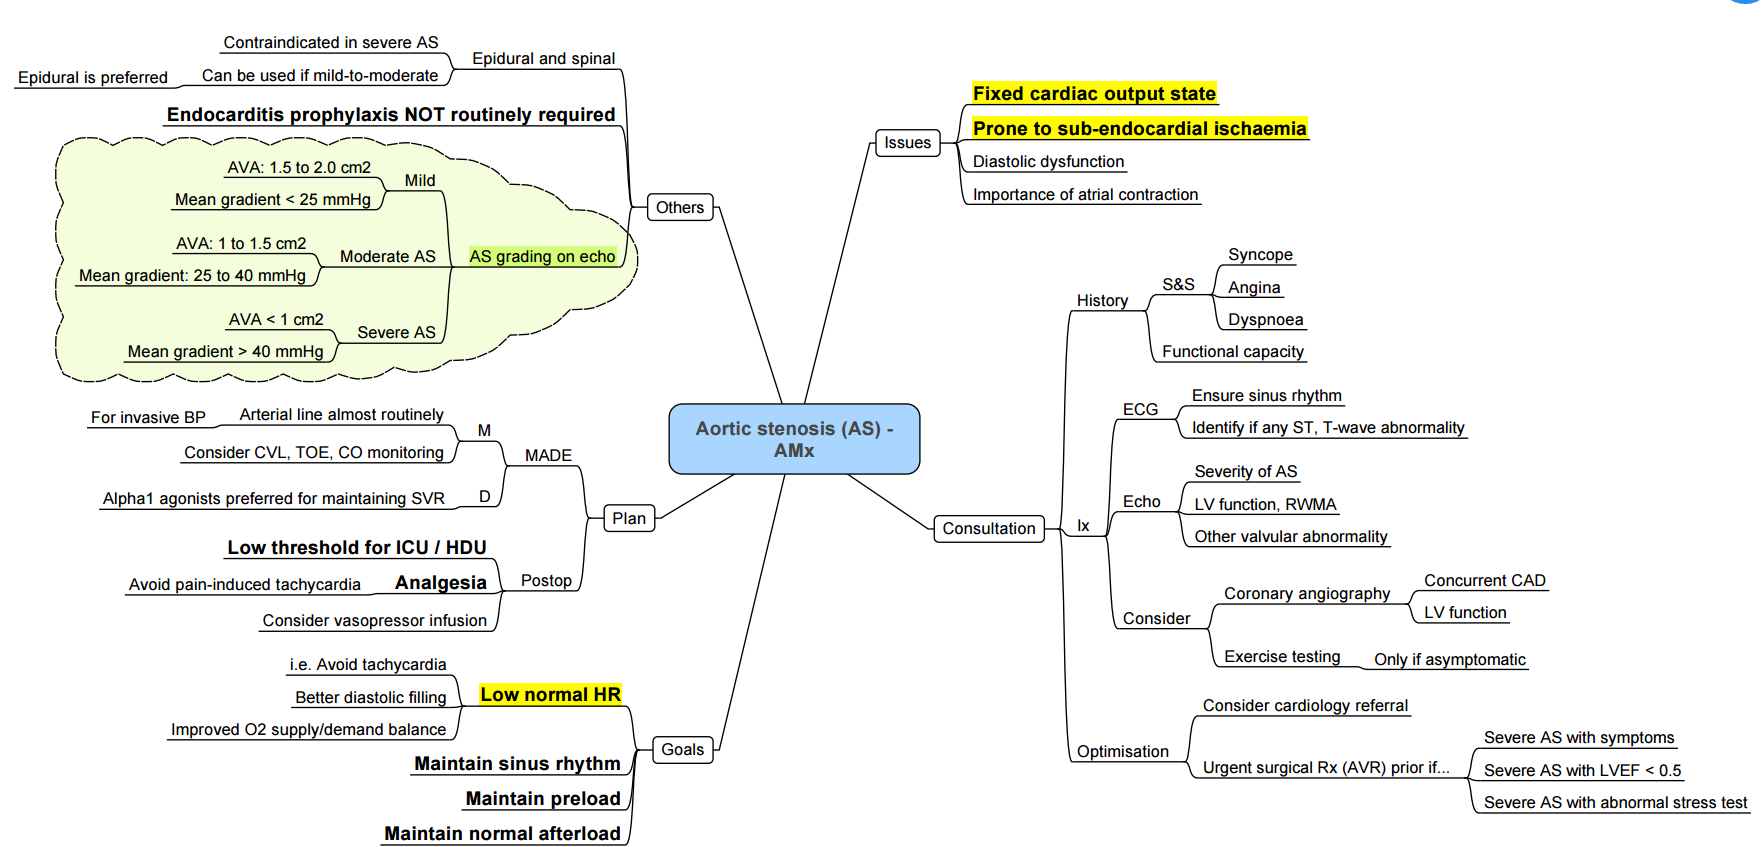 Aortic stenosis (AS) -
AMx
Issues
Fixed cardiac output state
Prone to sub-endocardial ischaemia
Diastolic dysfunction
Importance of atrial contraction
Consultation
History
S&S
Syncope
Angina
Dyspnoea
Functional capacity
Ix
ECG
Ensure sinus rhythm
Identify if any ST, T-wave abnormality
Echo
Severity of AS
LV function, RWMA
Other valvular abnormality
Consider
Coronary angiography
Concurrent CAD
LV function
Exercise testing
Only if asymptomatic
Optimisation
Consider cardiology referral
Urgent surgical Rx (AVR) prior if...
Severe AS with symptoms
Severe AS with LVEF < 0.5
Severe AS with abnormal stress test
Others
Epidural and spinal
Contraindicated in severe AS
Can be used if mild-to-moderate
Epidural is preferred
Endocarditis prophylaxis NOT routinely required
AS grading on echo
Mild
AVA: 1.5 to 2.0 cm2
Mean gradient < 25 mmHg
Moderate AS
AVA: 1 to 1.5 cm2
Mean gradient: 25 to 40 mmHg
Severe AS
AVA < 1 cm2
Mean gradient > 40 mmHg
Plan
MADE
M
Arterial line almost routinely
For invasive BP
Consider CVL, TOE, CO monitoring
D
Alpha1 agonists preferred for maintaining SVR
Postop
Low threshold for ICU / HDU
Analgesia
Avoid pain-induced tachycardia
Consider vasopressor infusion
Goals
Low normal HR
i.e. Avoid tachycardia
Better diastolic filling
Improved O2 supply/demand balance
Maintain sinus rhythm
Maintain preload
Maintain normal afterload